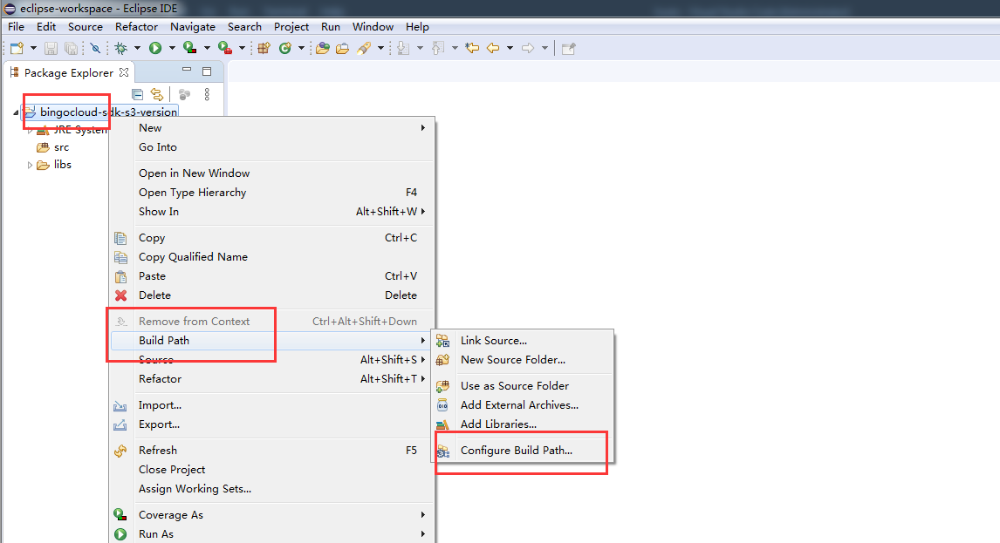 eclipse-workspace - Eclipse IDE
File Edit Source Refactor Navigate Search Project Run Window Help
Package Explorer
bingocloud-sdk-s3-version
JRE System
src
libs
New
Go Into
Open in New Window
Open Type Hierarchy F4
Show In Alt+Shift+W
Copy Ctrl+C
Copy Qualified Name
Paste Ctrl+V
Delete Delete
Remove from Context Ctrl+Alt+Shift+Down
Build Path
Source Alt+Shift+S
Refactor Alt+Shift+T
Import...
Export...
Refresh F5
Close Project
Assign Working Sets...
Coverage As
Run As
Link Source...
New Source Folder...
Use as Source Folder
Add External Archives...
Add Libraries...
Configure Build Path...